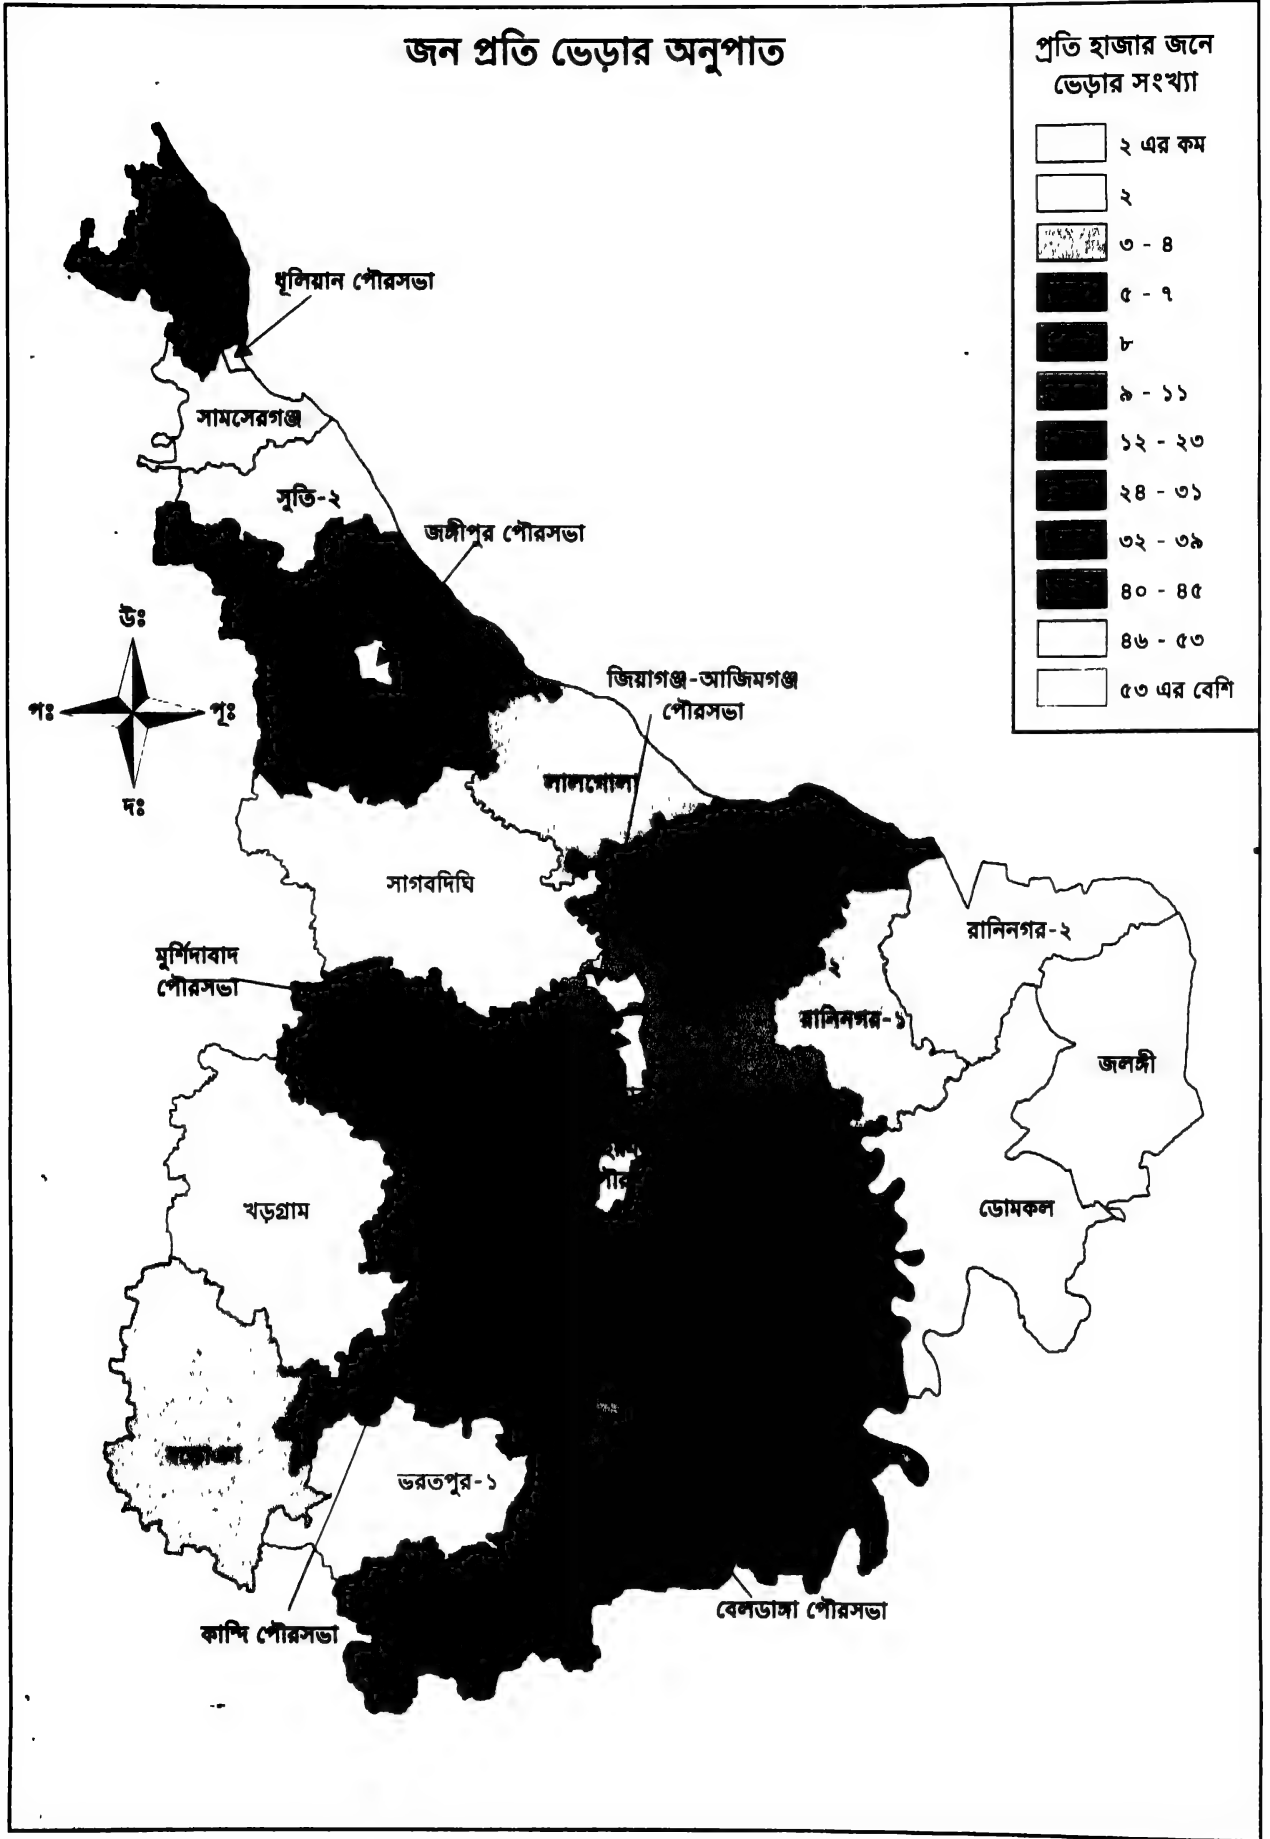 জন প্রতি ভেড়ার অনুপাত
প্রতি হাজার জনে
ভেড়ার সংখ্যা
২ এর কম
২
৩ - ৪
৫ - ৭
৮
৯ - ১১
১২ - ২৩
২৪ - ৩১
৩২ - ৩৯
৪০ - ৪৫
৪৬ - ৫৩
৫৩ এর বেশি
ধূলিয়ান পৌরসভা
সামসেরগঞ্জ
সুতি-২
জঙ্গীপুর পৌরসভা
উঃ
পঃ
পূঃ
দঃ
জিয়াগঞ্জ-আজিমগঞ্জ
পৌরসভা
লালগোলা
সাগবদিঘি
রানিনগর-২
মুর্শিদাবাদ
পৌরসভা
২
রানিনগর-১
জলঙ্গী
খড়গ্রাম
ডোমকল
ভরতপুর-১
বেলডাঙ্গা পৌরসভা
কান্দি পৌরসভা